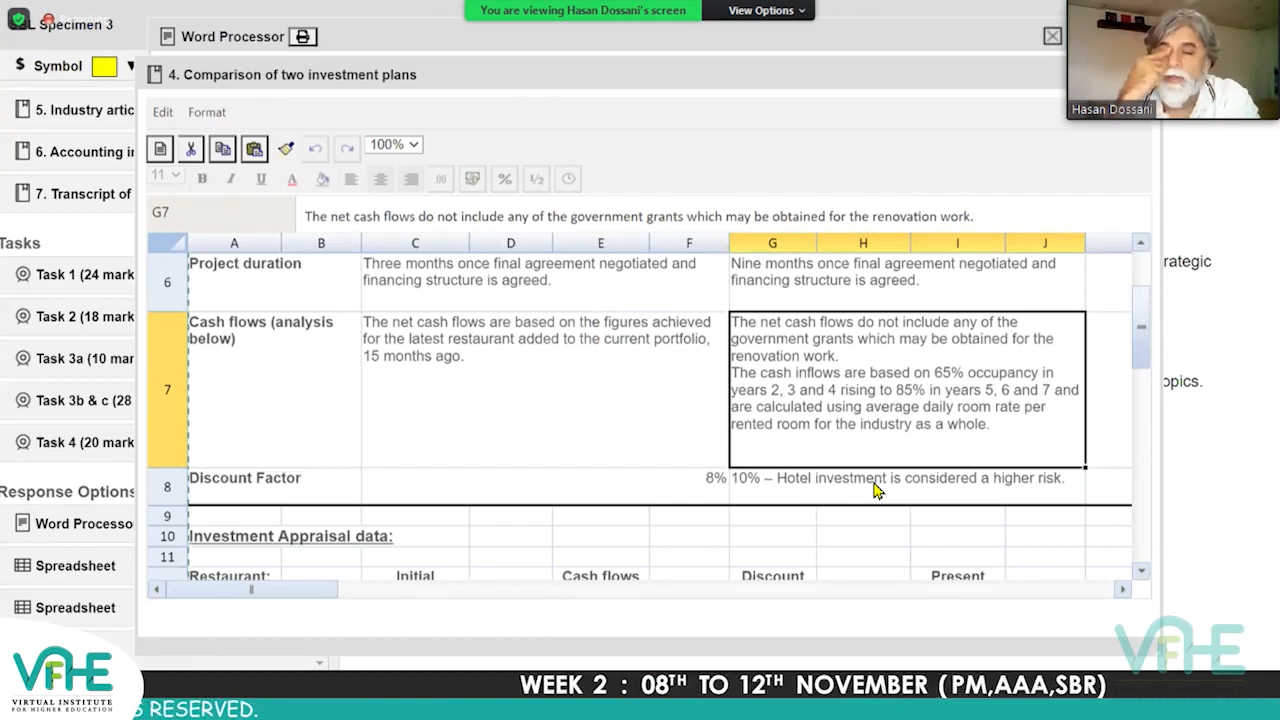 L Specimen 3
You are viewing Hasan Dossani's screen
View Options
Word Processor
Hasan Dossani
$ Symbol
4. Comparison of two investment plans
5. Industry artic
6. Accounting in
7. Transcript of
Edit Format
100%
11 B I U A .00 % 1/2
G7
The net cash flows do not include any of the government grants which may be obtained for the renovation work.
A B C D E F G H I J
Tasks
Task 1 (24 mark
Task 2 (18 mark
Task 3a (10 mar
Task 3b & c (28
Task 4 (20 mark
Response Options
Word Processo
Spreadsheet
Spreadsheet
6
Project duration
Three months once final agreement negotiated and
financing structure is agreed.
Nine months once final agreement negotiated and
financing structure is agreed.
7
Cash flows (analysis
below)
The net cash flows are based on the figures achieved
for the latest restaurant added to the current portfolio,
15 months ago.
The net cash flows do not include any of the
government grants which may be obtained for the
renovation work.
The cash inflows are based on 65% occupancy in
years 2, 3 and 4 rising to 85% in years 5, 6 and 7 and
are calculated using average daily room rate per
rented room for the industry as a whole.
8
Discount Factor
8%
10% – Hotel investment is considered a higher risk.
9
10
Investment Appraisal data:
11
Restaurant: Initial Cash flows Discount Present
rategic
opics.
VIFHE
VIFHE
VIRTUAL INSTITUTE
FOR HIGHER EDUCATION
WEEK 2 : 08TH TO 12TH NOVEMBER (PM,AAA,SBR)
S RESERVED.